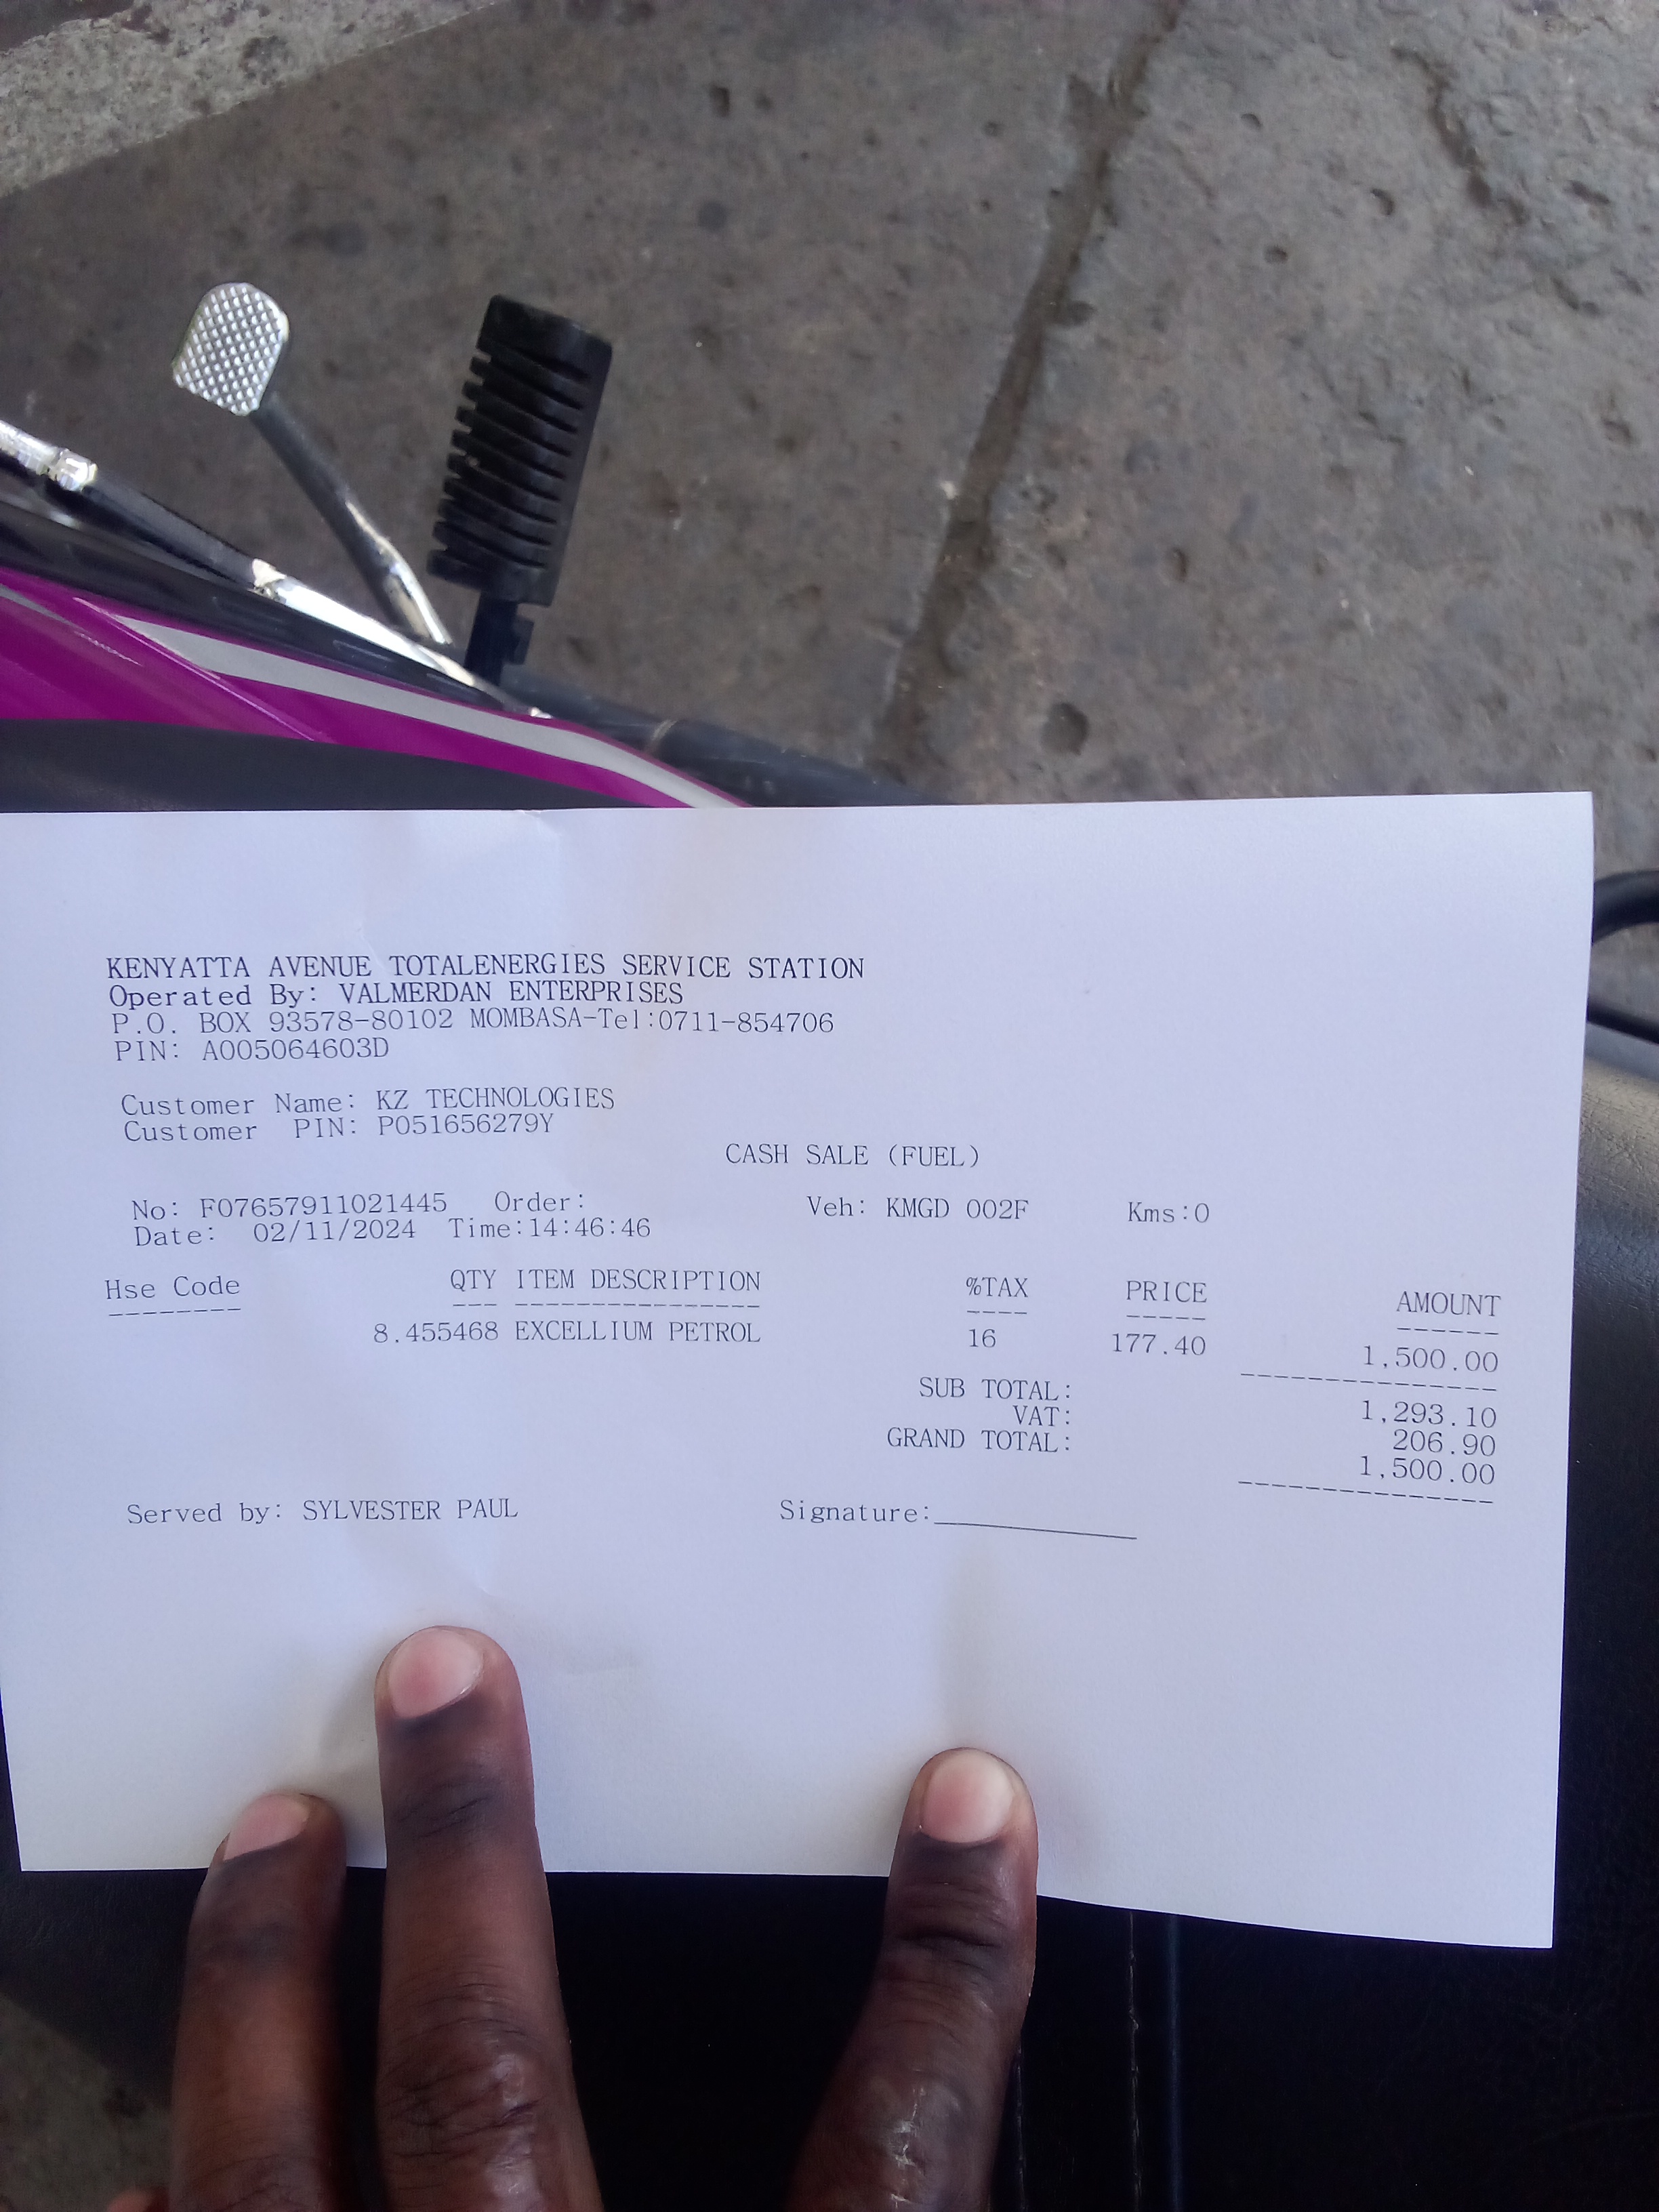 KENYATTA AVENUE TOTALENERGIES SERVICE STATION
Operated By: VALMERDAN ENTERPRISES
P.O. BOX 93578-80102 MOMBASA-Tel:0711-854706
PIN: A005064603D
Customer Name: KZ TECHNOLOGIES
Customer PIN: P051656279Y
CASH SALE (FUEL)
No: F07657911021445 Order: Veh: KMGD 002F Kms:0
Date: 02/11/2024 Time:14:46:46
Hse Code QTY ITEM DESCRIPTION %TAX PRICE AMOUNT
8.455468 EXCELLIUM PETROL 16 177.40 1,500.00
SUB TOTAL: 1,293.10
VAT: 206.90
GRAND TOTAL: 1,500.00
Served by: SYLVESTER PAUL Signature: